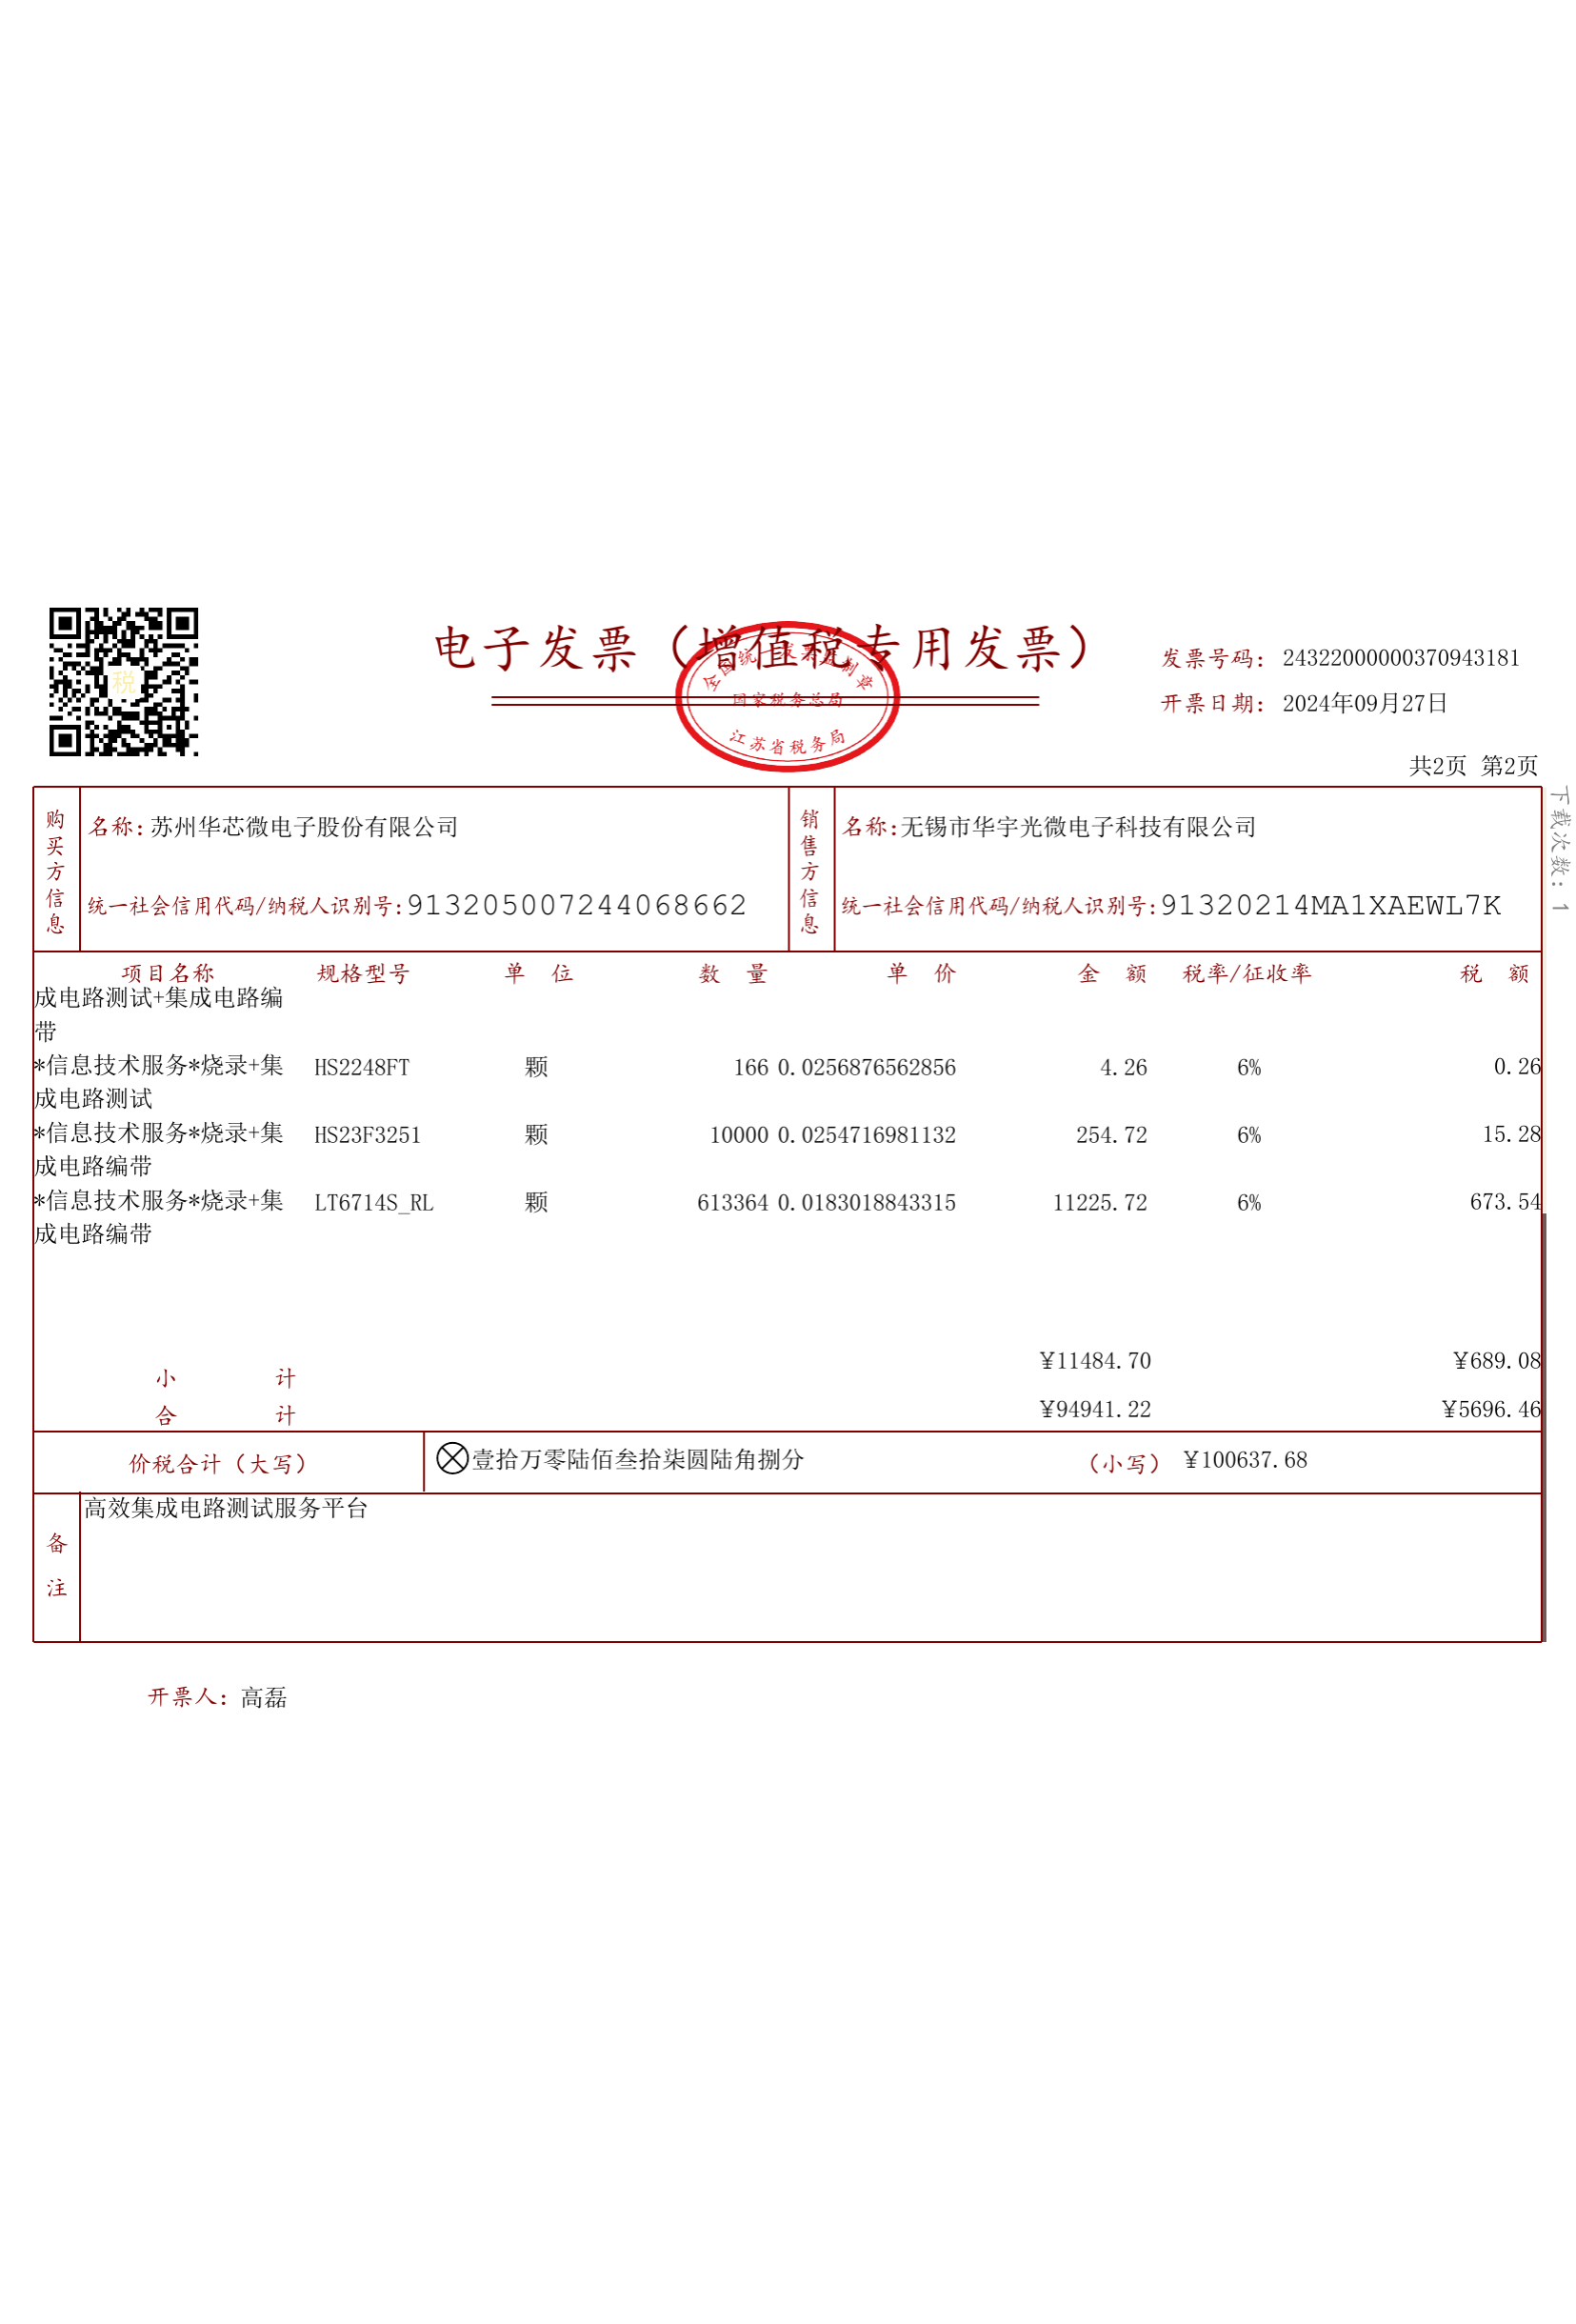 电子发票（增值税专用发票）
全国统一发票监制章
国家税务总局
江苏省税务局
税
发票号码：24322000000370943181
开票日期：2024年09月27日
共2页 第2页
下载次数：1
购买方信息
名称：苏州华芯微电子股份有限公司
统一社会信用代码/纳税人识别号：913205007244068662
销售方信息
名称：无锡市华宇光微电子科技有限公司
统一社会信用代码/纳税人识别号：91320214MA1XAEWL7K
项目名称 规格型号 单 位 数 量 单 价 金 额 税率/征收率 税 额
成电路测试+集成电路编
带
*信息技术服务*烧录+集 HS2248FT 颗 166 0.0256876562856 4.26 6% 0.26
成电路测试
*信息技术服务*烧录+集 HS23F3251 颗 10000 0.0254716981132 254.72 6% 15.28
成电路编带
*信息技术服务*烧录+集 LT6714S_RL 颗 613364 0.0183018843315 11225.72 6% 673.54
成电路编带
小 计 ¥11484.70 ¥689.08
合 计 ¥94941.22 ¥5696.46
价税合计（大写） 壹拾万零陆佰叁拾柒圆陆角捌分 （小写） ¥100637.68
备注
高效集成电路测试服务平台
开票人：高磊